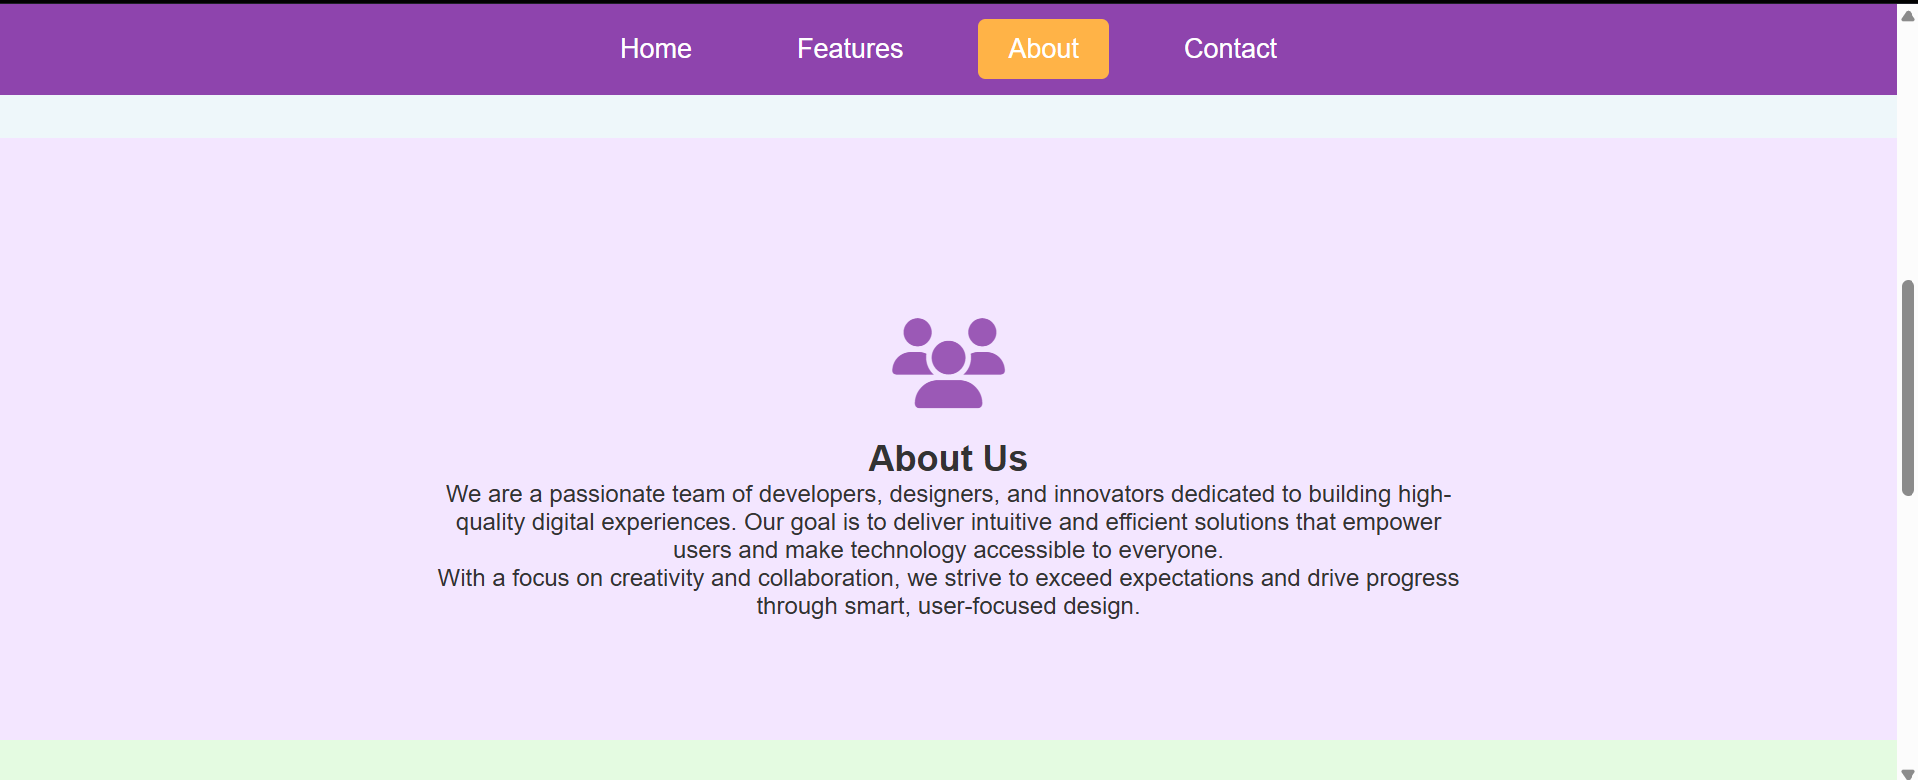 Home Features About Contact
About Us
We are a passionate team of developers, designers, and innovators dedicated to building high-
quality digital experiences. Our goal is to deliver intuitive and efficient solutions that empower
users and make technology accessible to everyone.
With a focus on creativity and collaboration, we strive to exceed expectations and drive progress
through smart, user-focused design.